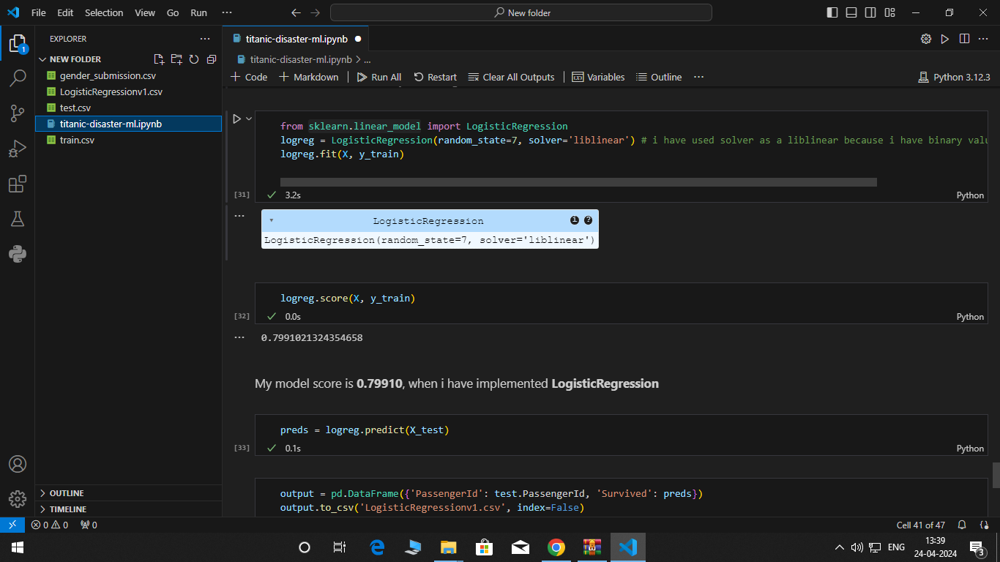 File Edit Selection View Go Run ···
New folder
EXPLORER ···
titanic-disaster-ml.ipynb
NEW FOLDER
gender_submission.csv
LogisticRegressionv1.csv
test.csv
titanic-disaster-ml.ipynb
train.csv
OUTLINE
TIMELINE
titanic-disaster-ml.ipynb > ...
+ Code + Markdown Run All Restart Clear All Outputs Variables Outline ··· Python 3.12.3
from sklearn.linear_model import LogisticRegression
logreg = LogisticRegression(random_state=7, solver='liblinear') # i have used solver as a liblinear because i have binary valu
logreg.fit(X, y_train)
[31] 3.2s Python
LogisticRegression
LogisticRegression(random_state=7, solver='liblinear')
logreg.score(X, y_train)
[32] 0.0s Python
0.7991021324354658
My model score is 0.79910, when i have implemented LogisticRegression
preds = logreg.predict(X_test)
[33] 0.1s Python
output = pd.DataFrame({'PassengerId': test.PassengerId, 'Survived': preds})
output.to_csv('LogisticRegressionv1.csv', index=False)
0 0 0 Cell 41 of 47
ENG 13:39
24-04-2024 3